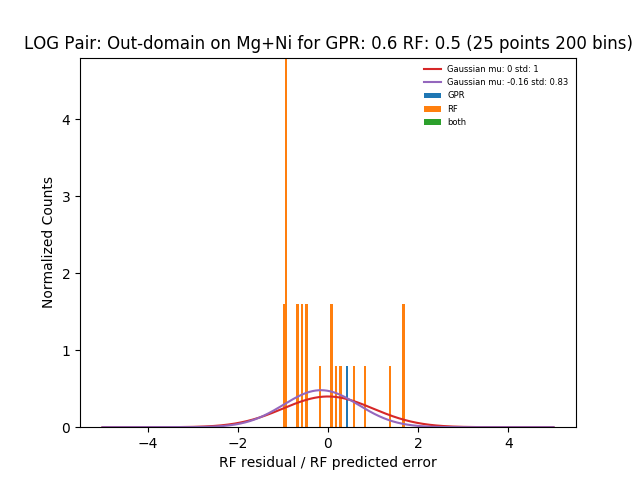 LOG Pair: Out-domain on Mg+Ni for GPR: 0.6 RF: 0.5 (25 points 200 bins)
Gaussian mu: 0 std: 1
Gaussian mu: -0.16 std: 0.83
GPR
RF
both
4
3
2
1
0
Normalized Counts
−4 −2 0 2 4
RF residual / RF predicted error